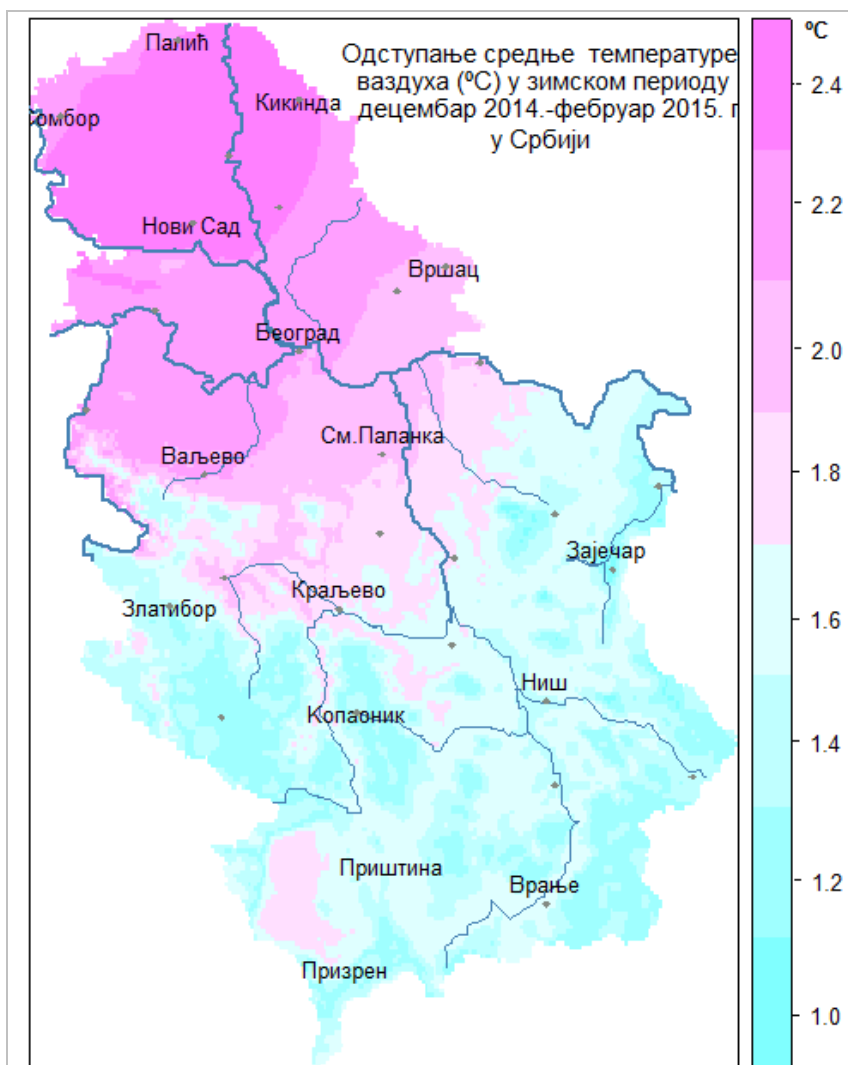 Одступање средње температуре
ваздуха (ºC) у зимском периоду
децембар 2014.-фебруар 2015. г
у Србији
ºC
2.4
2.2
2.0
1.8
1.6
1.4
1.2
1.0
Палић
Кикинда
Сомбор
Нови Сад
Вршац
Београд
См.Паланка
Ваљево
Зајечар
Краљево
Златибор
Ниш
Копаоник
Приштина
Врање
Призрен